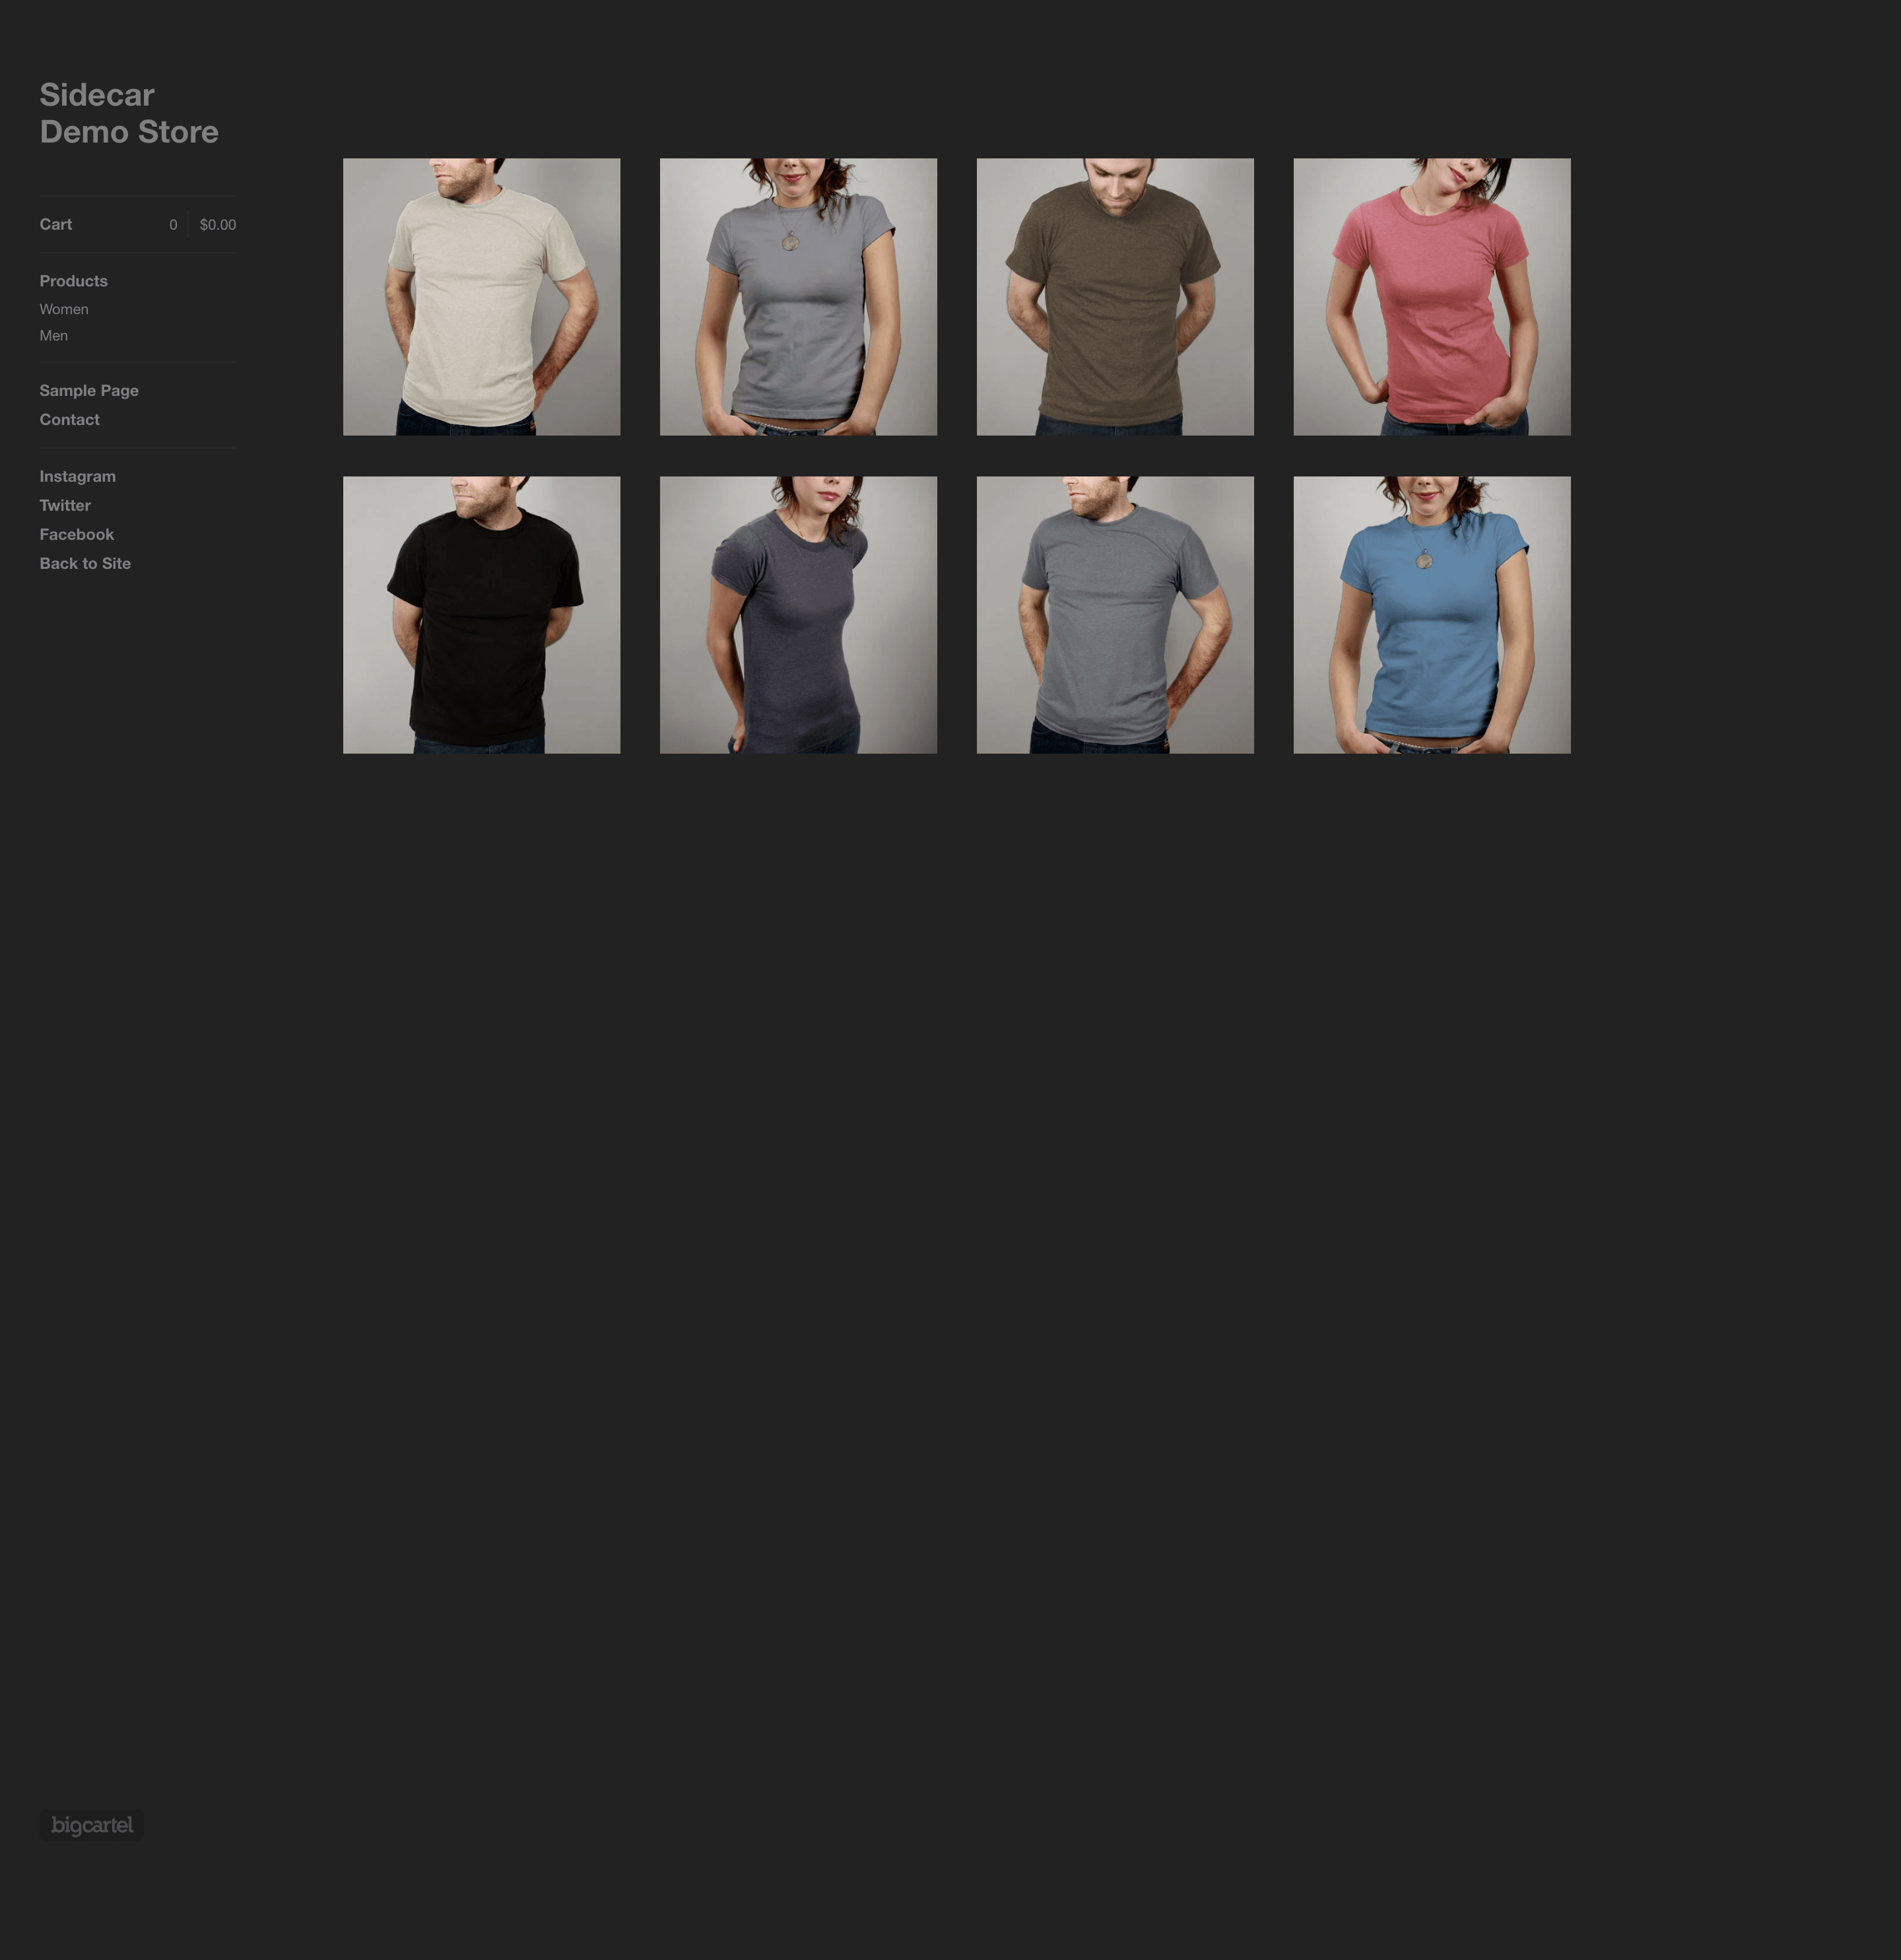 Sidecar
Demo Store
Cart 0 $0.00
Products
Women
Men
Sample Page
Contact
Instagram
Twitter
Facebook
Back to Site
bigcartel